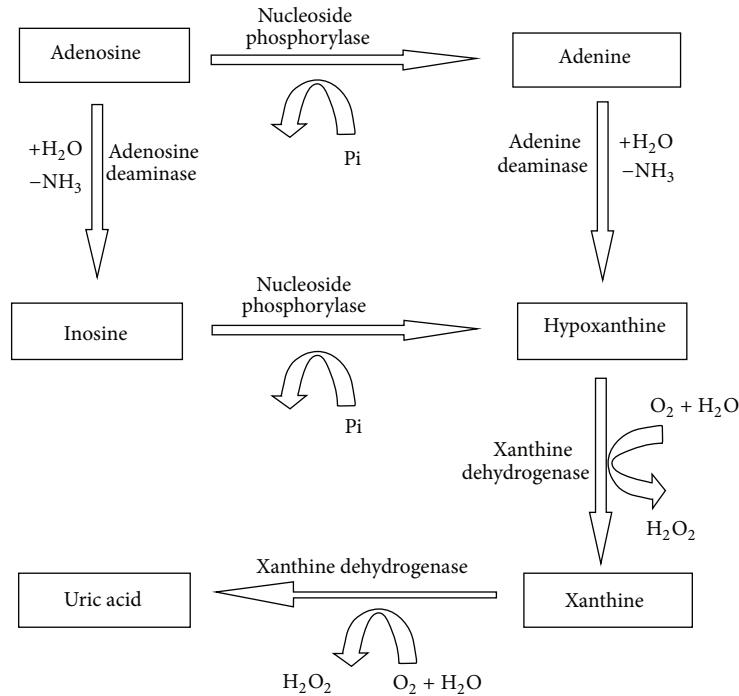 Nucleoside
phosphorylase
Adenosine
Adenine
Pi
+H₂O
−NH₃
Adenosine
deaminase
Adenine
deaminase
+H₂O
−NH₃
Nucleoside
phosphorylase
Inosine
Hypoxanthine
Pi
O₂ + H₂O
Xanthine
dehydrogenase
H₂O₂
Xanthine dehydrogenase
Uric acid
Xanthine
H₂O₂
O₂ + H₂O